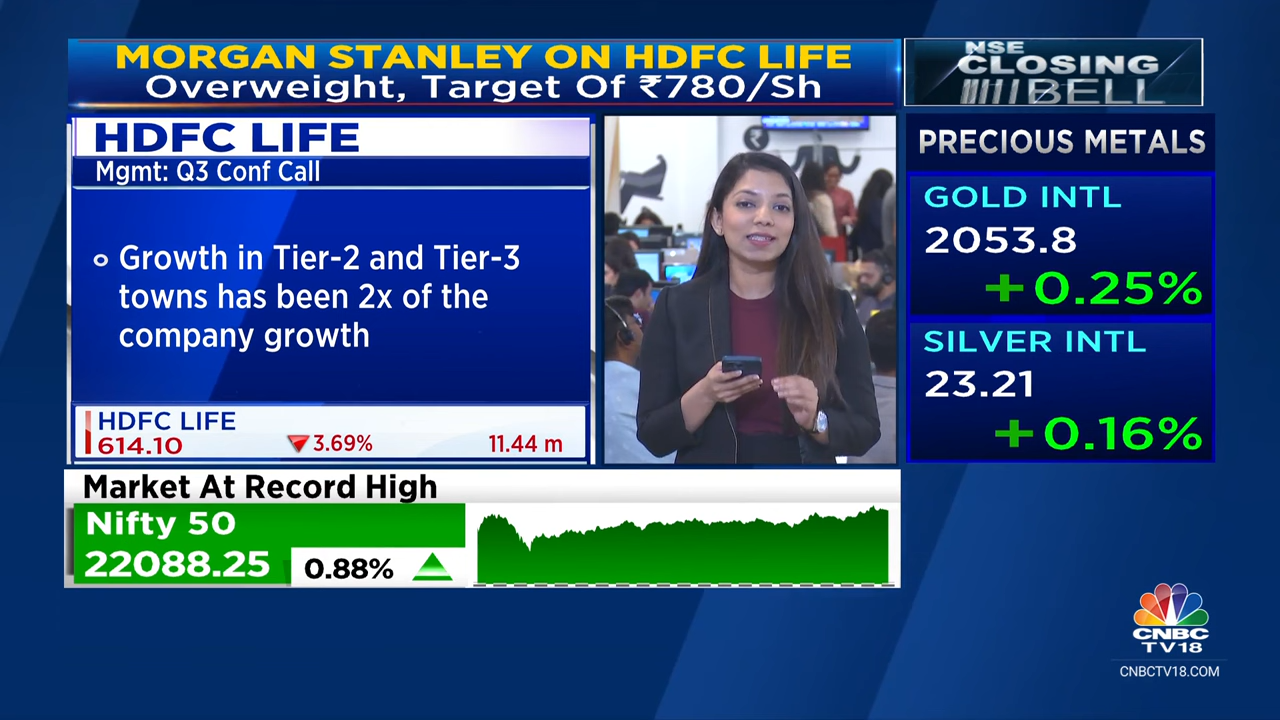 MORGAN STANLEY ON HDFC LIFE
Overweight, Target Of ₹780/Sh
NSE
CLOSING
BELL
HDFC LIFE
Mgmt: Q3 Conf Call
Growth in Tier-2 and Tier-3
towns has been 2x of the
company growth
HDFC LIFE
614.10 3.69% 11.44 m
PRECIOUS METALS
GOLD INTL
2053.8
+0.25%
SILVER INTL
23.21
+0.16%
Market At Record High
Nifty 50
22088.25 0.88%
CNBC
TV18
CNBCTV18.COM